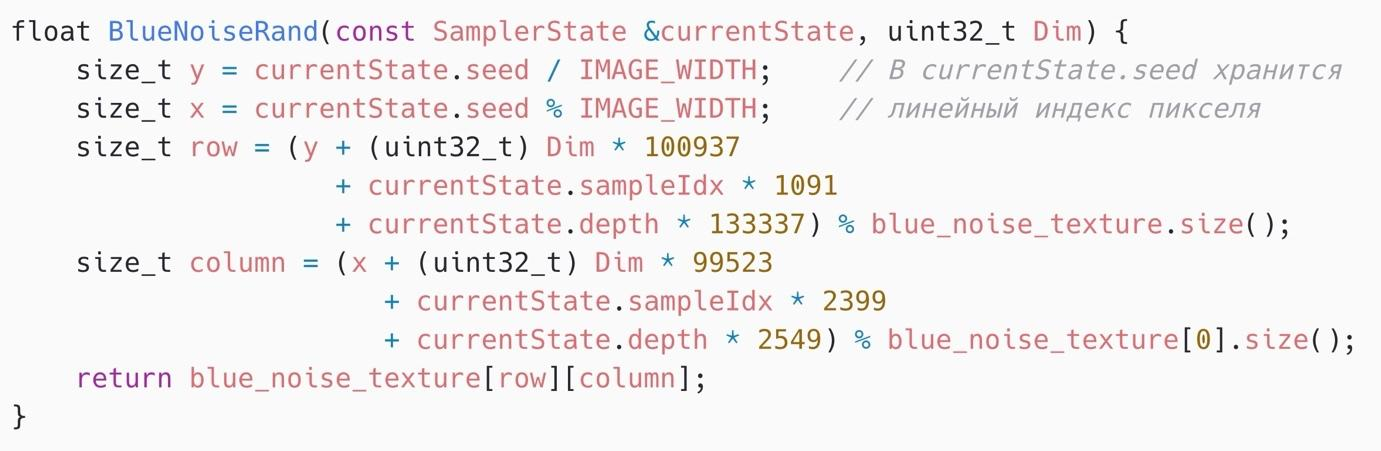 float BlueNoiseRand(const SamplerState &currentState, uint32_t Dim) {
    size_t y = currentState.seed / IMAGE_WIDTH;    // В currentState.seed хранится
    size_t x = currentState.seed % IMAGE_WIDTH;    // линейный индекс пикселя
    size_t row = (y + (uint32_t) Dim * 100937
                    + currentState.sampleIdx * 1091
                    + currentState.depth * 133337) % blue_noise_texture.size();
    size_t column = (x + (uint32_t) Dim * 99523
                       + currentState.sampleIdx * 2399
                       + currentState.depth * 2549) % blue_noise_texture[0].size();
    return blue_noise_texture[row][column];
}